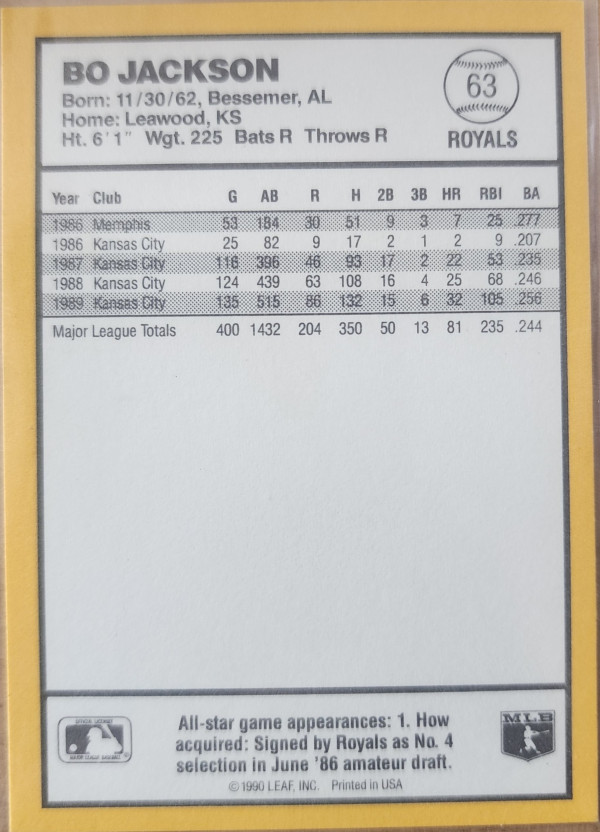 BO JACKSON
Born: 11/30/62, Bessemer, AL
Home: Leawood, KS
Ht. 6'1" Wgt. 225 Bats R Throws R
63
ROYALS
Year Club G AB R H 2B 3B HR RBI BA
1986 Memphis 53 184 30 51 9 3 7 25 .277
1986 Kansas City 25 82 9 17 2 1 2 9 .207
1987 Kansas City 116 396 46 93 17 2 22 53 .235
1988 Kansas City 124 439 63 108 16 4 25 68 .246
1989 Kansas City 135 515 86 132 15 6 32 105 .256
Major League Totals 400 1432 204 350 50 13 81 235 .244
All-star game appearances: 1. How
acquired: Signed by Royals as No. 4
selection in June '86 amateur draft.
© 1990 LEAF, INC. Printed in USA
MLB